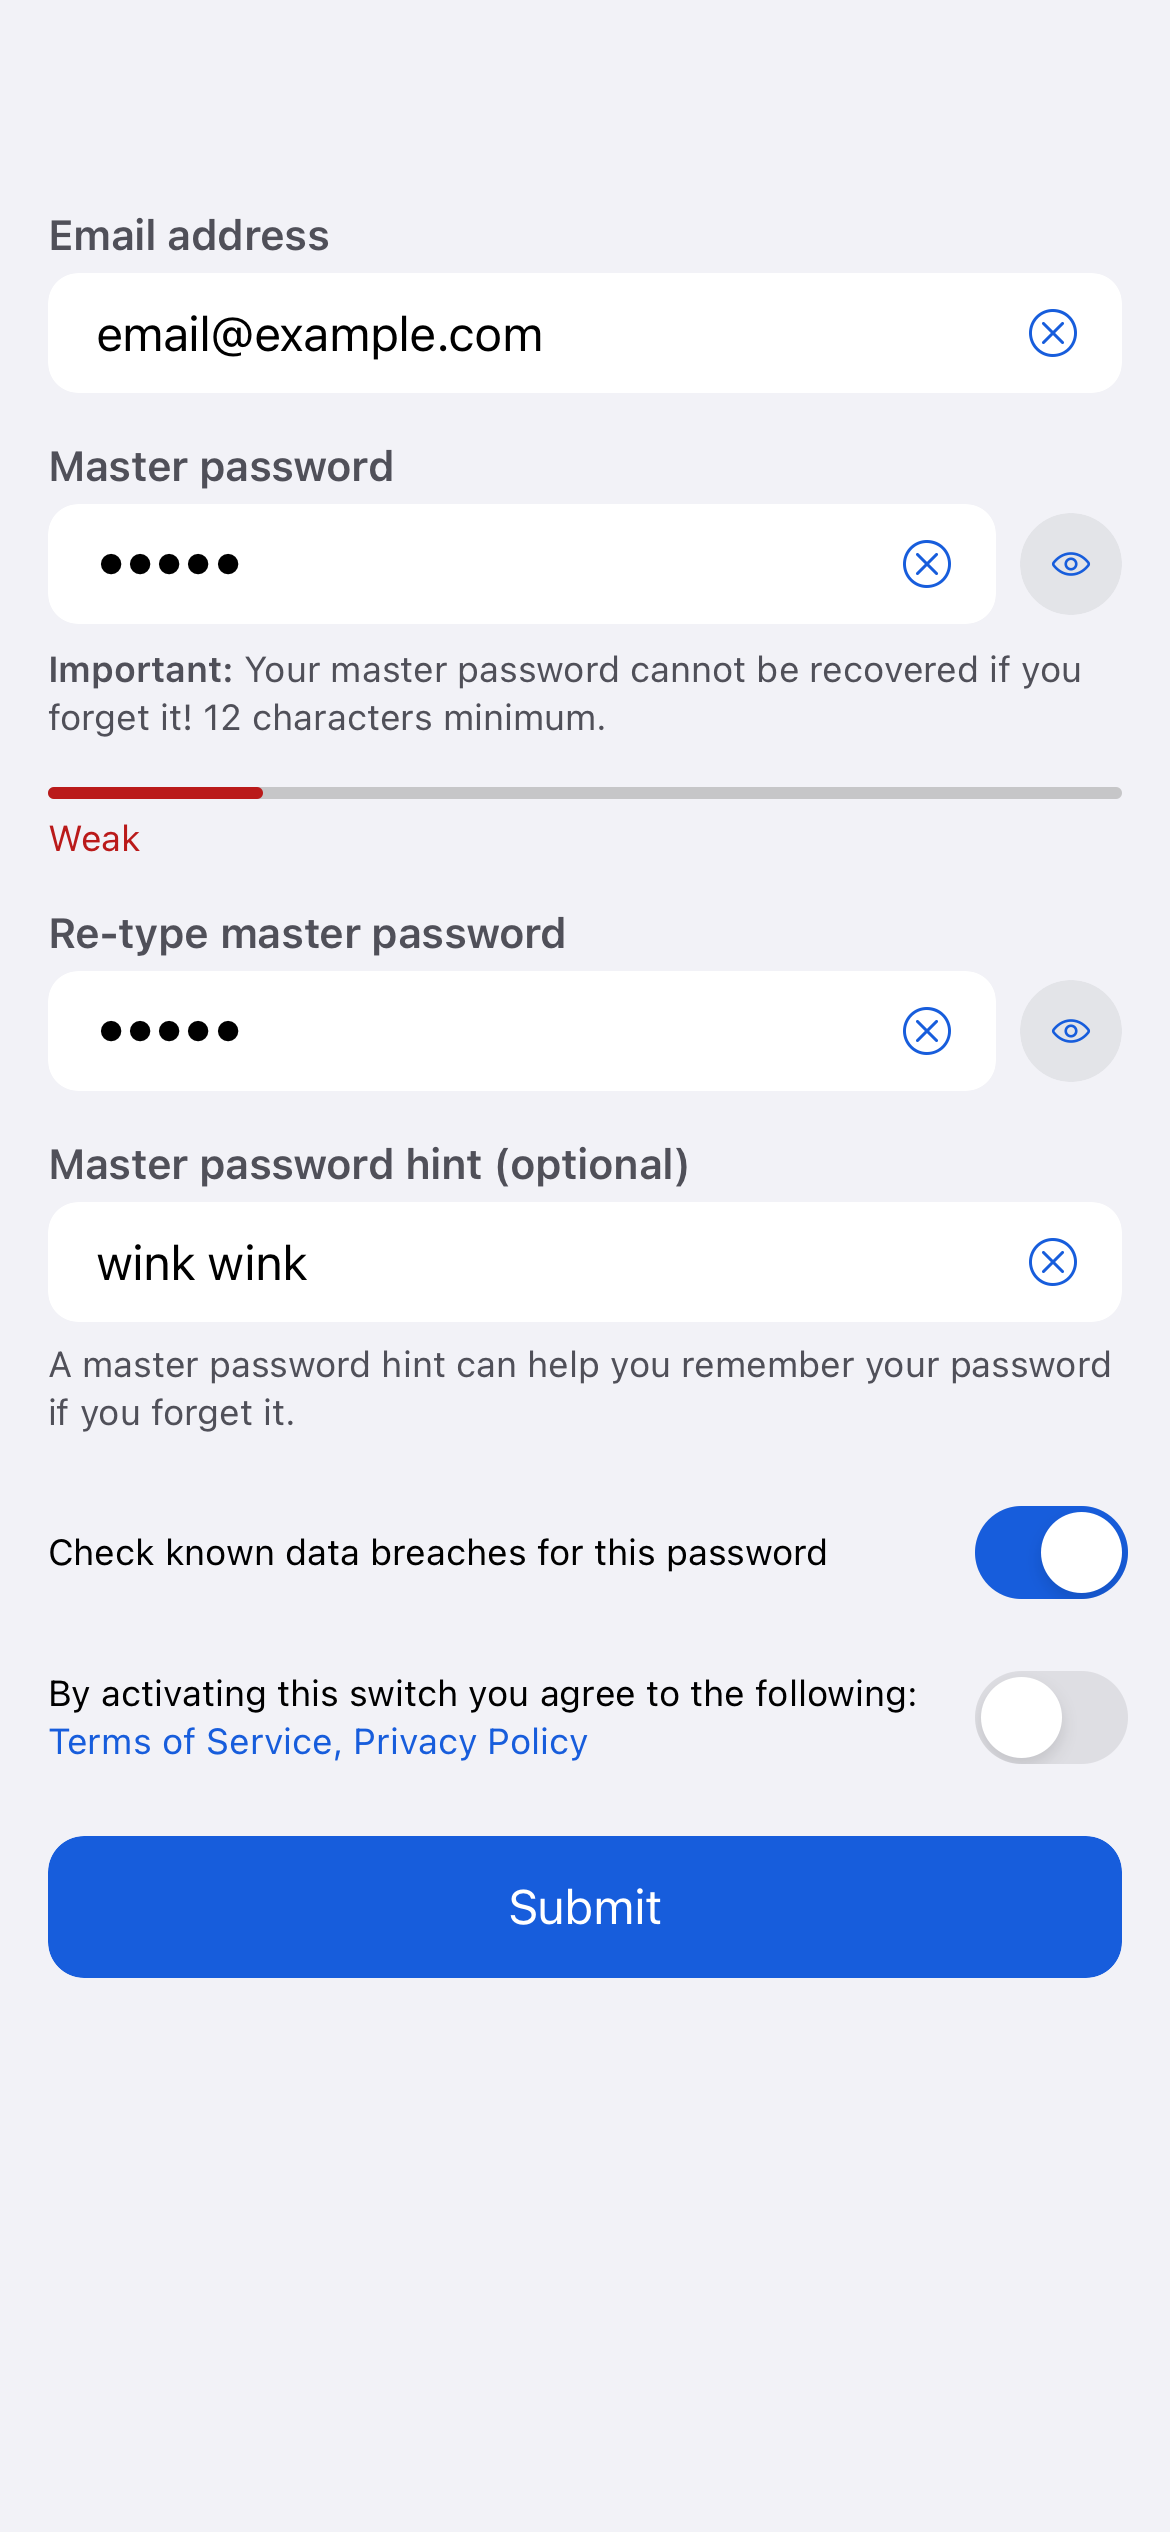 Email address
email@example.com
Master password
•••••
Important: Your master password cannot be recovered if you
forget it! 12 characters minimum.
Weak
Re-type master password
•••••
Master password hint (optional)
wink wink
A master password hint can help you remember your password
if you forget it.
Check known data breaches for this password
By activating this switch you agree to the following:
Terms of Service, Privacy Policy
Submit